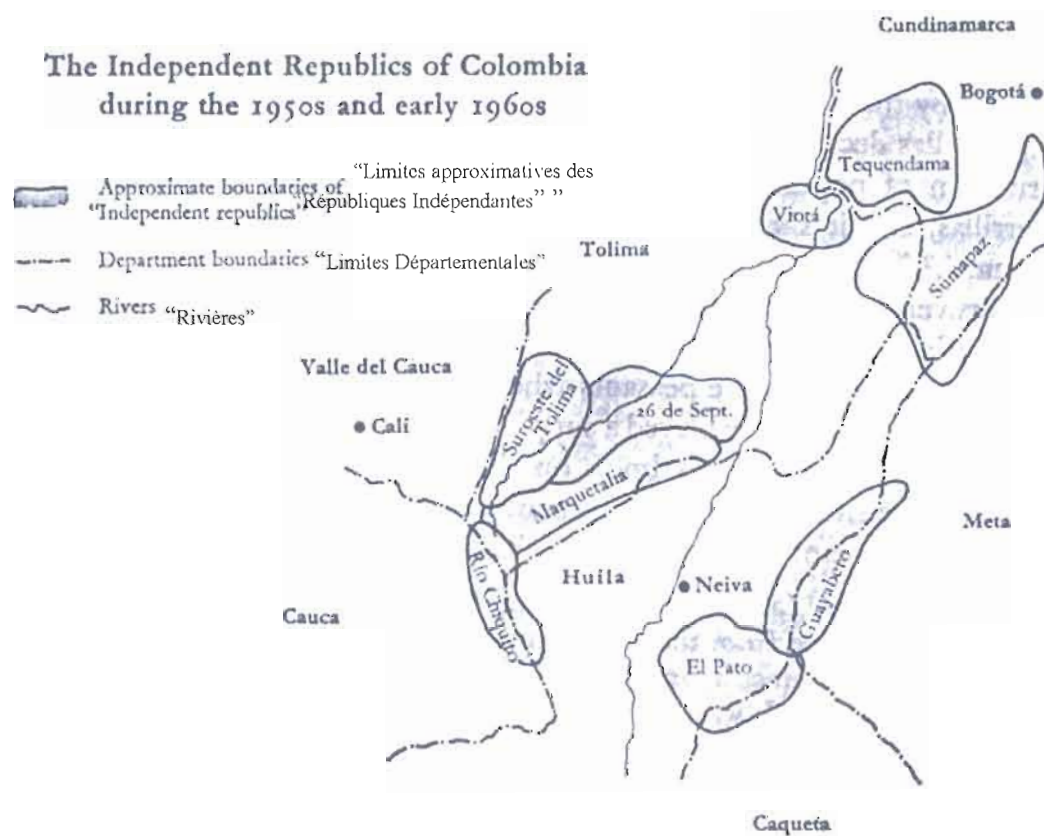 Cundinamarca
The Independent Republics of Colombia
during the 1950s and early 1960s
Bogotá
Approximate boundaries of "Limites approximatives des
"Independent republics" Républiques Indépendantes" "
Department boundaries "Limites Départementales"
Rivers "Rivières"
Tequendama
Viotá
Tolima
Sumapaz
Valle del Cauca
Cali
Suroeste del
Tolima
26 de Sept.
Marquetalia
Meta
Huila
Neiva
Río Chiquito
Guayabero
Cauca
El Pato
Caqueta